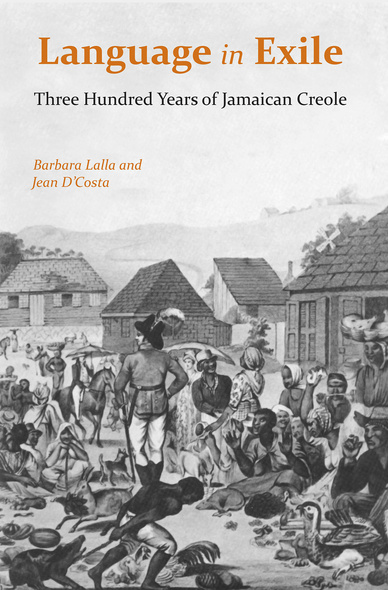 Language in Exile
Three Hundred Years of Jamaican Creole
Barbara Lalla and
Jean D'Costa